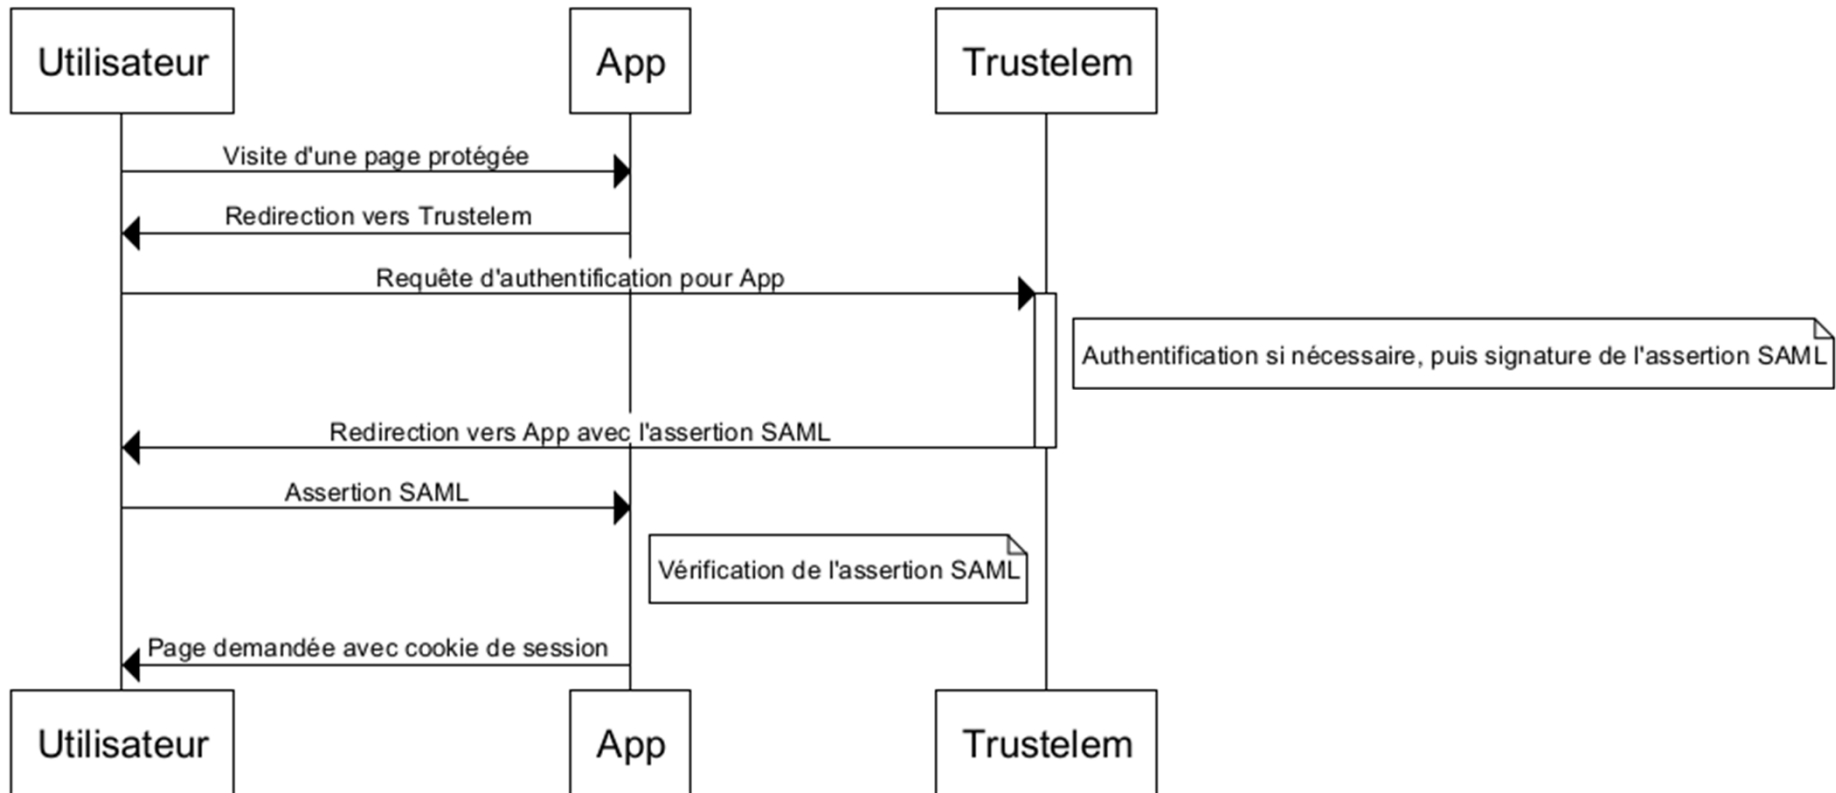 Utilisateur
App
Trustelem
Visite d'une page protégée
Redirection vers Trustelem
Requête d'authentification pour App
Authentification si nécessaire, puis signature de l'assertion SAML
Redirection vers App avec l'assertion SAML
Assertion SAML
Vérification de l'assertion SAML
Page demandée avec cookie de session
Utilisateur
App
Trustelem